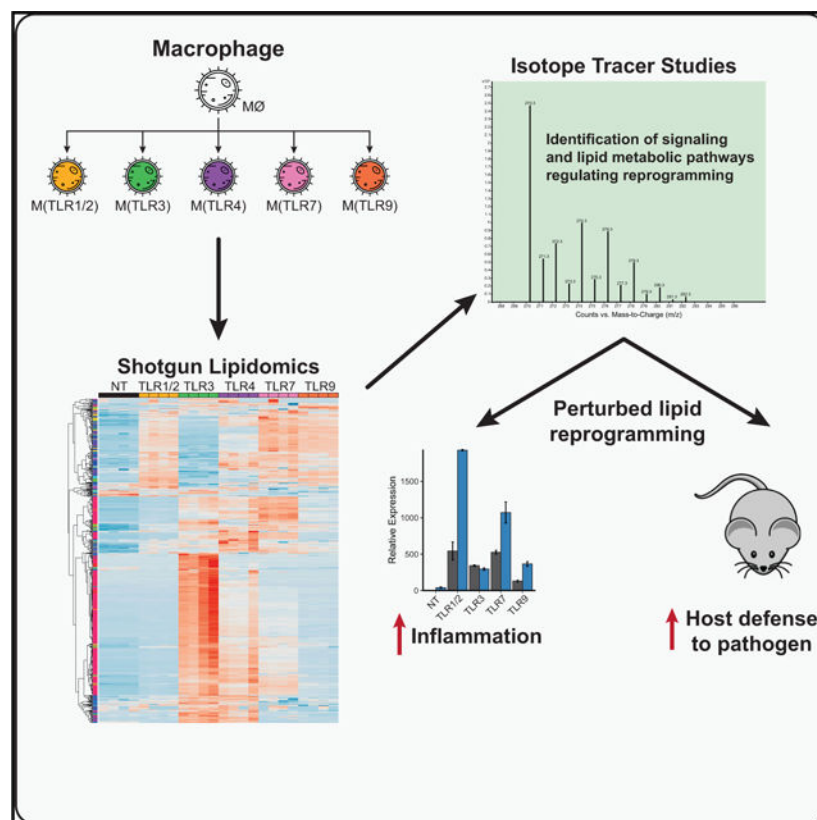 Macrophage
MØ
M(TLR1/2) M(TLR3) M(TLR4) M(TLR7) M(TLR9)
Shotgun Lipidomics
NT TLR1/2 TLR3 TLR4 TLR7 TLR9
Isotope Tracer Studies
Identification of signaling
and lipid metabolic pathways
regulating reprogramming
Counts vs. Mass-to-Charge (m/z)
Perturbed lipid
reprogramming
Relative Expression
1500
1000
500
0
NT TLR1/2 TLR3 TLR7 TLR9
Inflammation
Host defense
to pathogen